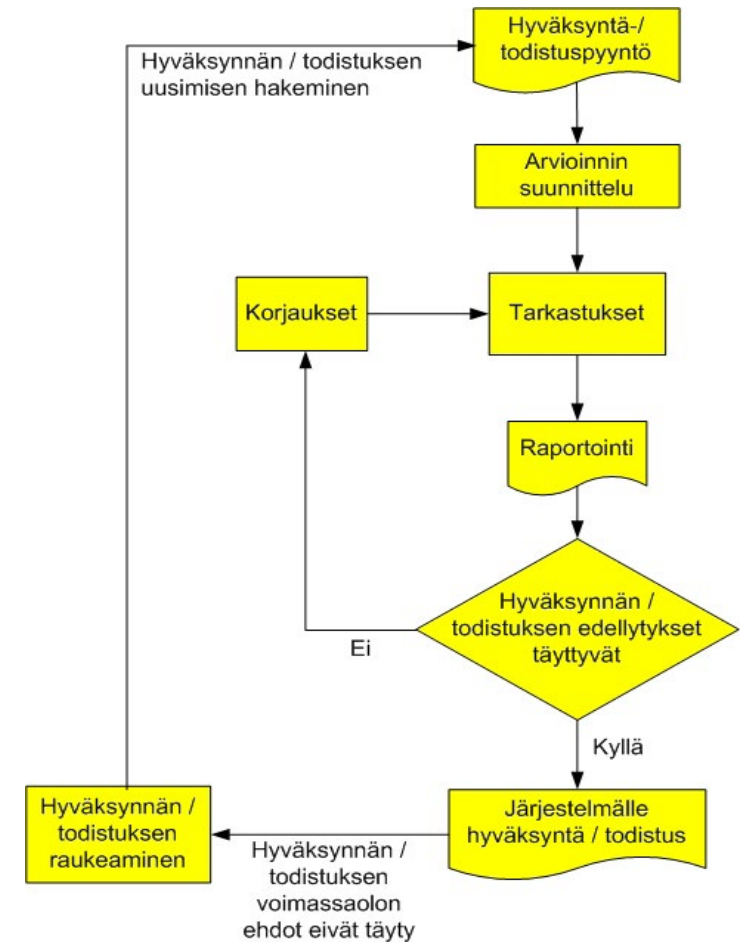 Hyväksyntä-/
todistuspyyntö
Hyväksynnän / todistuksen
uusimisen hakeminen
Arvioinnin
suunnittelu
Korjaukset
Tarkastukset
Raportointi
Hyväksynnän /
todistuksen edellytykset
täyttyvät
Ei
Kyllä
Järjestelmälle
hyväksyntä / todistus
Hyväksynnän /
todistuksen
raukeaminen
Hyväksynnän /
todistuksen
voimassaolon
ehdot eivät täyty